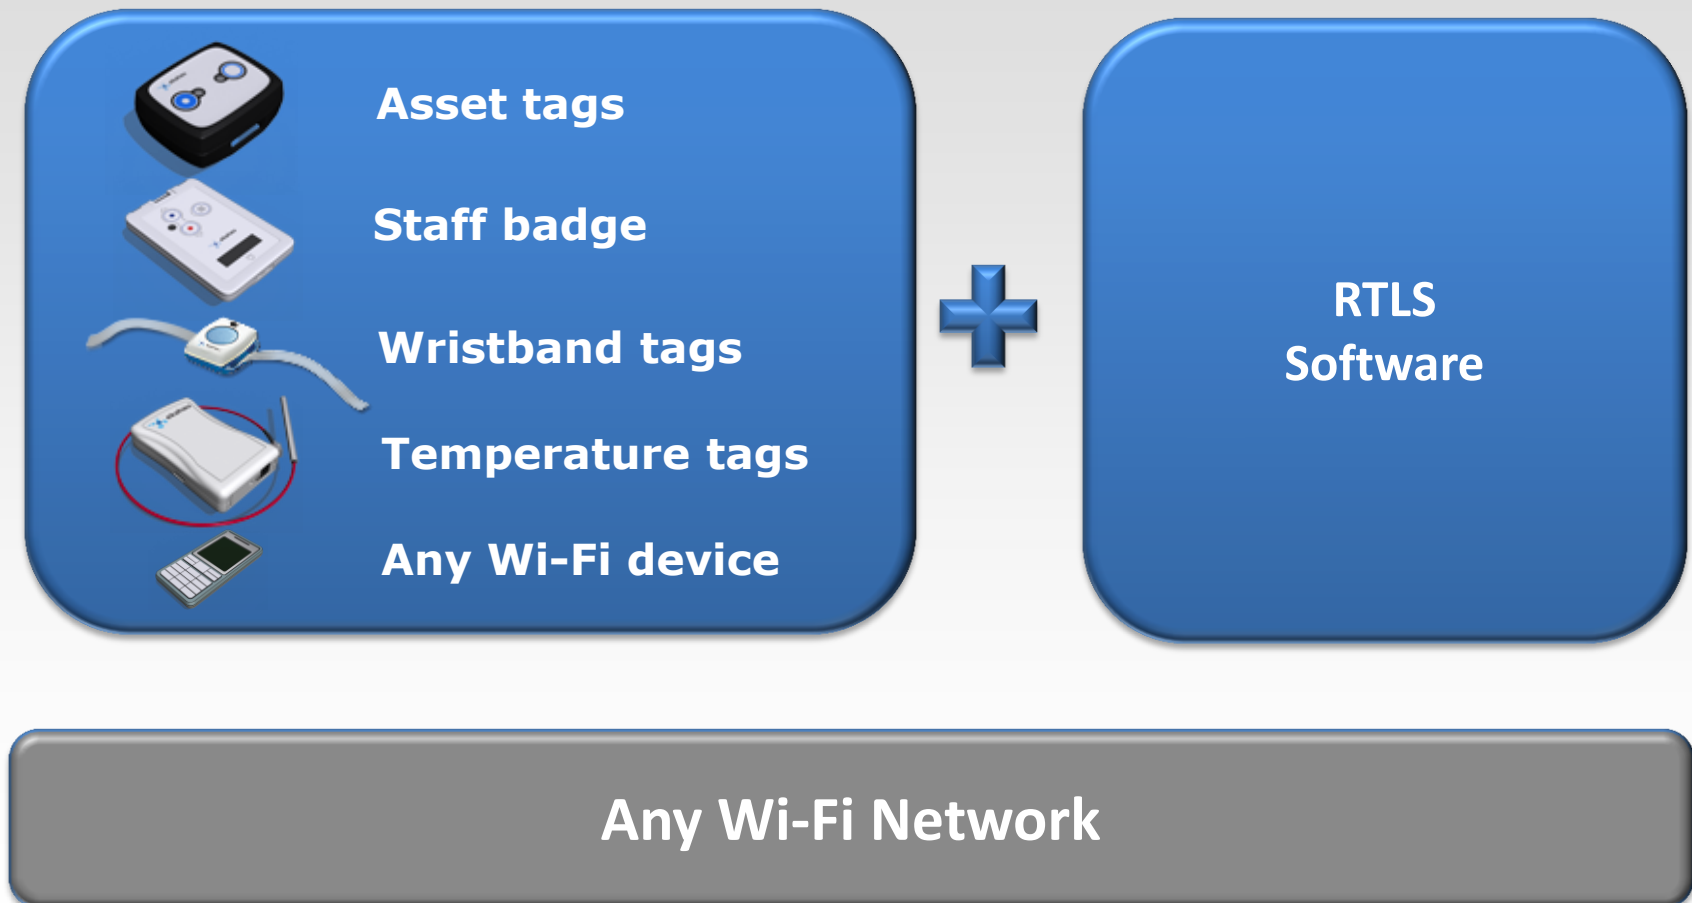 Asset tags
Staff badge
Wristband tags
Temperature tags
Any Wi-Fi device
RTLS
Software
Any Wi-Fi Network